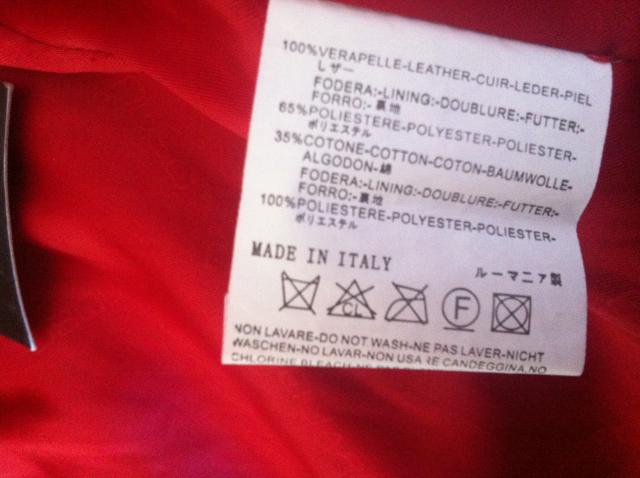 100%VERAPELLE-LEATHER-CUIR-LEDER-PIEL
レザー
FODERA:-LINING:-DOUBLURE:-FUTTER:-
FORRO:-裏地
65%POLIESTERE-POLYESTER-POLIESTER-
ポリエステル
35%COTONE-COTTON-COTON-BAUMWOLLE-
ALGODON-綿
FODERA:-LINING:-DOUBLURE:-FUTTER:-
FORRO:-裏地
100%POLIESTERE-POLYESTER-POLIESTER-
ポリエステル
MADE IN ITALY
ルーマニア製
CL F
NON LAVARE-DO NOT WASH-NE PAS LAVER-NICHT
WASCHEN-NO LAVAR-NON USARE CANDEGGINA.NO
CHLORINE BLEACH-NE PAS